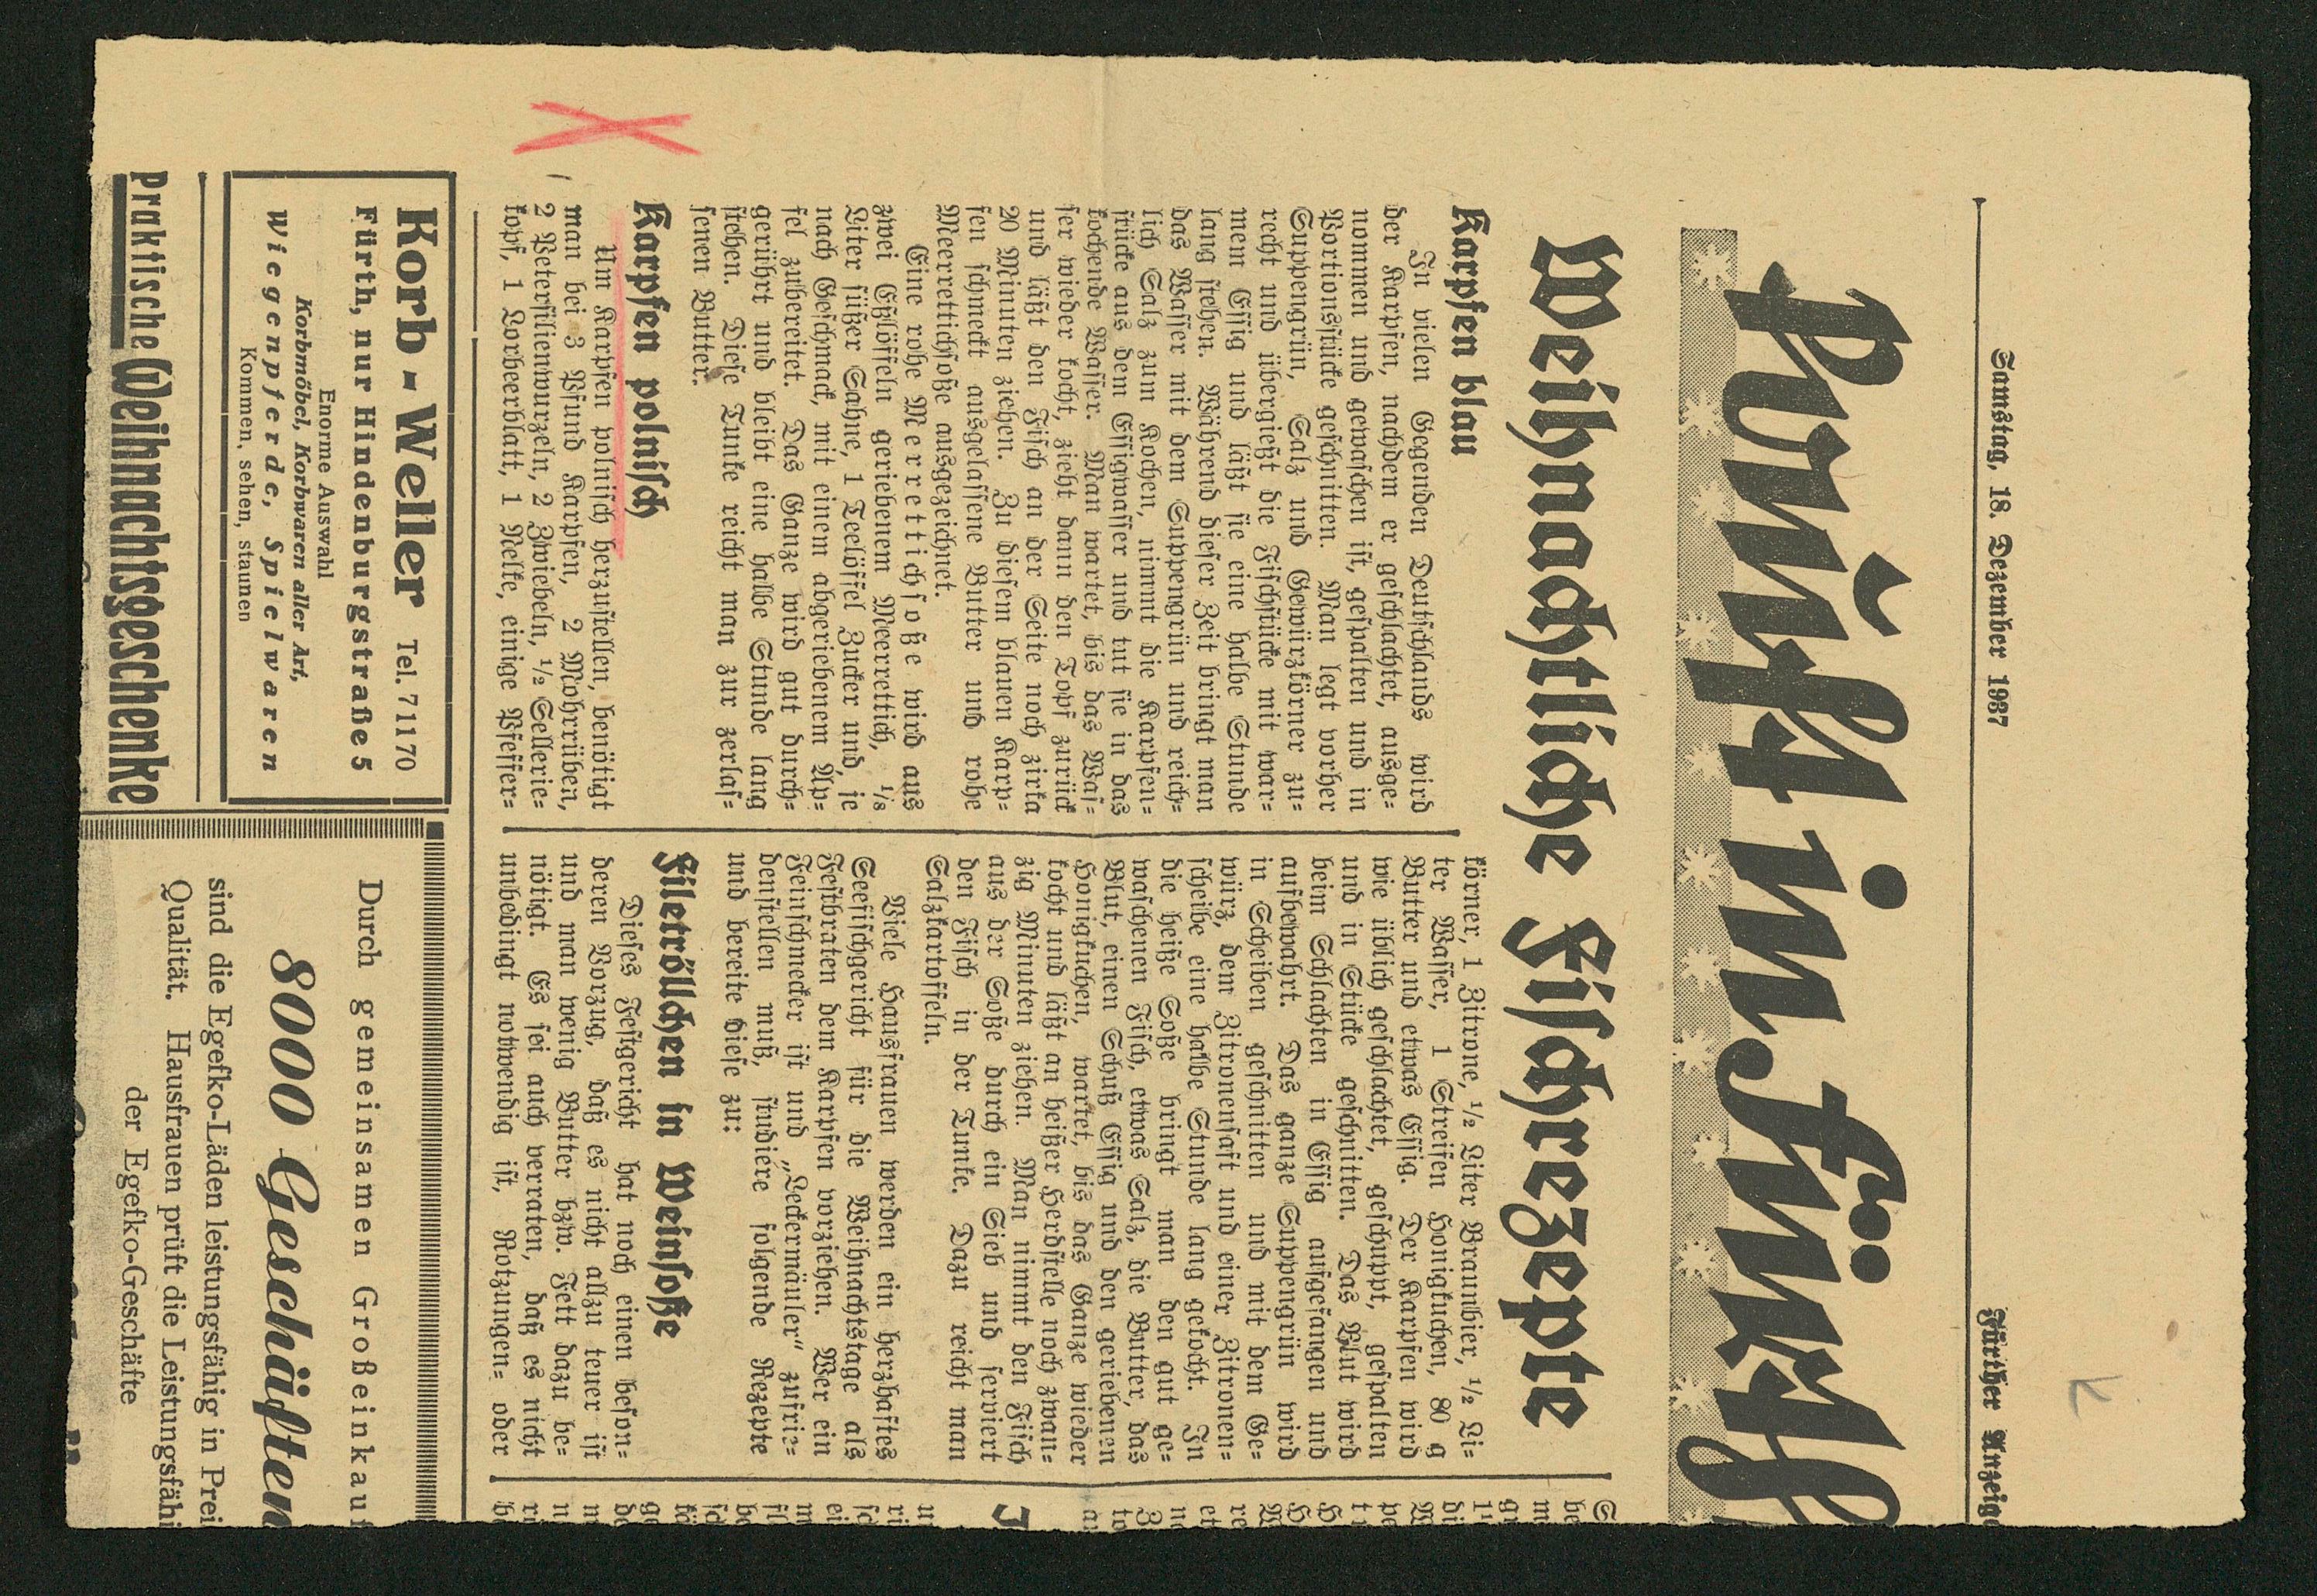 Samstag, 18. Dezember 1937
Fürther Anzeig
Kauft in Fürth
Weihnachtliche Fischrezepte
Karpfen blau
In vielen Gegenden Deutschlands wird
der Karpfen, nachdem er geschlachtet, ausge-
nommen und gewaschen ist, gespalten und in
Portionsstücke geschnitten. Man legt vorher
Suppengrün, Salz und Gewürzkörner zu-
recht und übergießt die Fischstücke mit war-
mem Essig und läßt sie eine halbe Stunde
lang stehen. Während dieser Zeit bringt man
das Wasser mit dem Suppengrün und reich-
lich Salz zum Kochen, nimmt die Karpfen-
stücke aus dem Essigwasser und tut sie in das
kochende Wasser. Man wartet, bis das Was-
ser wieder kocht, zieht dann den Topf zurück
und läßt den Fisch an der Seite noch zirka
20 Minuten ziehen. Zu diesem blauen Karp-
fen schmeckt ausgelassene Butter und rohe
Meerrettichsoße ausgezeichnet.
Eine rohe Merrettichsoße wird aus
zwei Eßlöffeln geriebenem Meerrettich, 1/8
Liter süßer Sahne, 1 Teelöffel Zucker und, je
nach Geschmack, mit einem abgeriebenem Ap-
fel zubereitet. Das Ganze wird gut durch-
gerührt und bleibt eine halbe Stunde lang
stehen. Diese Tunke reicht man zur zerlas-
senen Butter.
Karpfen polnisch
Um Karpfen polnisch herzustellen, benötigt
man bei 3 Pfund Karpfen, 2 Mohrrüben,
2 Petersilienwurzeln, 2 Zwiebeln, 1/2 Sellerie-
kopf, 1 Lorbeerblatt, 1 Nelke, einige Pfeffer-
körner, 1 Zitrone, 1/2 Liter Braunbier, 1/2 Li-
ter Wasser, 1 Streifen Honigkuchen, 80 g
Butter und etwas Essig. Der Karpfen wird
wie üblich geschlachtet, geschuppt, gespalten
und in Stücke geschnitten. Das Blut wird
beim Schlachten in Essig aufgefangen und
aufbewahrt. Das ganze Suppengrün wird
in Scheiben geschnitten und mit dem Ge-
würz, dem Zitronensaft und einer Zitronen-
scheibe eine halbe Stunde lang gekocht. In
die heiße Soße bringt man den gut ge-
waschenen Fisch, etwas Salz, die Butter, das
Blut, einen Schuß Essig und den geriebenen
Honigkuchen, wartet, bis das Ganze wieder
kocht und läßt an heißer Herdstelle noch zwan-
zig Minuten ziehen. Man nimmt den Fisch
aus der Soße durch ein Sieb und serviert
den Fisch in der Tunke. Dazu reicht man
Salzkartoffeln.
Viele Hausfrauen werden ein herzhaftes
Seefischgericht für die Weihnachtstage als
Festbraten dem Karpfen vorziehen. Wer ein
Feinschmecker ist und „Leckermäuler“ zufrie-
denstellen muß, studiere folgende Rezepte
und bereite diese zu:
Filetröllchen in Weinsoße
Dieses Festgericht hat noch einen beson-
deren Vorzug, daß es nicht allzu teuer ist
und man wenig Butter bzw. Fett dazu be-
nötigt. Es sei auch verraten, daß es nicht
unbedingt notwendig ist, Rotzungen- oder
Korb-Weller Tel. 71170
Fürth, nur Hindenburgstraße 5
Enorme Auswahl
Korbmöbel, Korbwaren aller Art,
Wiegenpferde, Spielwaren
Kommen, sehen, staunen
Praktische Weihnachtsgeschenke
Durch gemeinsamen Großeinkauf
8000 Geschäften
sind die Egefko-Läden leistungsfähig in Prei
Qualität. Hausfrauen prüft die Leistungsfähi
der Egefko-Geschäfte